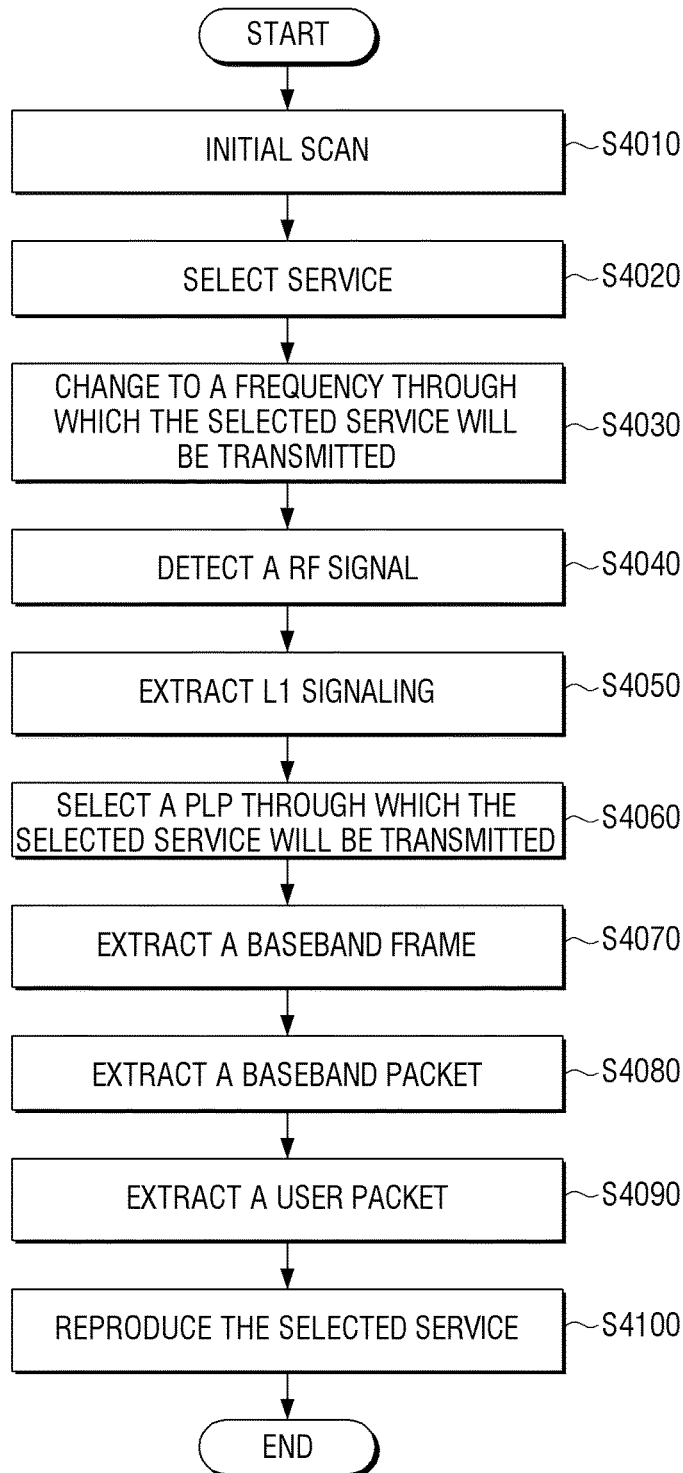 START
INITIAL SCAN
S4010
SELECT SERVICE
S4020
CHANGE TO A FREQUENCY THROUGH
WHICH THE SELECTED SERVICE WILL
BE TRANSMITTED
S4030
DETECT A RF SIGNAL
S4040
EXTRACT L1 SIGNALING
S4050
SELECT A PLP THROUGH WHICH THE
SELECTED SERVICE WILL BE TRANSMITTED
S4060
EXTRACT A BASEBAND FRAME
S4070
EXTRACT A BASEBAND PACKET
S4080
EXTRACT A USER PACKET
S4090
REPRODUCE THE SELECTED SERVICE
S4100
END